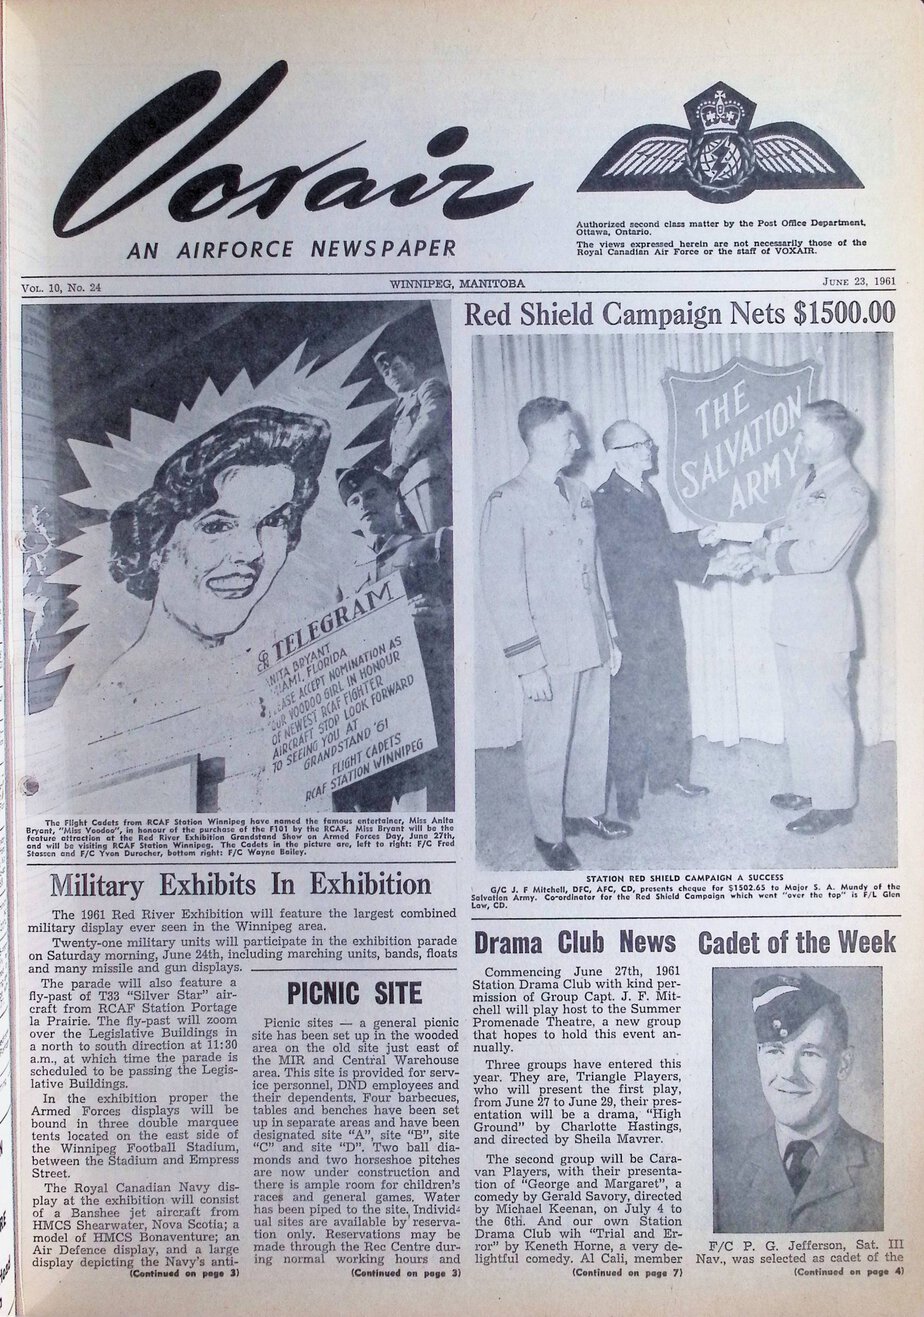 Voxair
AN AIRFORCE NEWSPAPER
Authorized second class matter by the Post Office Department,
Ottawa, Ontario.
The views expressed herein are not necessarily those of the
Royal Canadian Air Force or the staff of VOXAIR.
VOL. 10, No. 24
WINNIPEG, MANITOBA
JUNE 23, 1961
TELEGRAM
NITA BRYANT
AMI, FLORIDA
ASE ACCEPT NOMINATION AS
OUR VOODOO GIRL IN HONOUR
OF NEWEST RCAF FIGHTER
AIRCRAFT STOP LOOK FORWARD
TO SEEING YOU AT
GRANDSTAND '61
FLIGHT CADETS
RCAF STATION WINNIPEG
The Flight Cadets from RCAF Station Winnipeg have named the famous entertainer, Miss Anita
Bryant, "Miss Voodoo", in honour of the purchase of the F101 by the RCAF. Miss Bryant will be the
feature attraction at the Red River Exhibition Grandstand Show on Armed Forces Day, June 27th,
and will be visiting RCAF Station Winnipeg. The Cadets in the picture are, left to right: F/C Fred
Stassen and F/C Yvon Durocher, bottom right: F/C Wayne Bailey.
Red Shield Campaign Nets $1500.00
THE
SALVATION
ARMY
STATION RED SHIELD CAMPAIGN A SUCCESS
G/C J. F Mitchell, DFC, AFC, CD, presents cheque for $1502.65 to Major S. A. Mundy of the
Salvation Army. Co-ordinator for the Red Shield Campaign which went "over the top" is F/L Glen
Law, CD.
Military Exhibits In Exhibition
The 1961 Red River Exhibition will feature the largest combined
military display ever seen in the Winnipeg area.
Twenty-one military units will participate in the exhibition parade
on Saturday morning, June 24th, including marching units, bands, floats
and many missile and gun displays.
The parade will also feature a
fly-past of T33 "Silver Star" air-
craft from RCAF Station Portage
la Prairie. The fly-past will zoom
over the Legislative Buildings in
a north to south direction at 11:30
a.m., at which time the parade is
scheduled to be passing the Legis-
lative Buildings.
In the exhibition proper the
Armed Forces displays will be
bound in three double marquee
tents located on the east side of
the Winnipeg Football Stadium,
between the Stadium and Empress
Street.
The Royal Canadian Navy dis-
play at the exhibition will consist
of a Banshee jet aircraft from
HMCS Shearwater, Nova Scotia; a
model of HMCS Bonaventure; an
Air Defence display, and a large
display depicting the Navy's anti-
(Continued on page 3)
PICNIC SITE
Picnic sites — a general picnic
site has been set up in the wooded
area on the old site just east of
the MIR and Central Warehouse
area. This site is provided for serv-
ice personnel, DND employees and
their dependents. Four barbecues,
tables and benches have been set
up in separate areas and have been
designated site "A", site "B", site
"C" and site "D". Two ball dia-
monds and two horseshoe pitches
are now under construction and
there is ample room for children's
races and general games. Water
has been piped to the site, Individ-
ual sites are available by reserva-
tion only. Reservations may be
made through the Rec Centre dur-
ing normal working hours and
(Continued on page 3)
Drama Club News
Commencing June 27th, 1961
Station Drama Club with kind per-
mission of Group Capt. J. F. Mit-
chell will play host to the Summer
Promenade Theatre, a new group
that hopes to hold this event an-
nually.
Three groups have entered this
year. They are, Triangle Players,
who will present the first play,
from June 27 to June 29, their pres-
entation will be a drama, "High
Ground" by Charlotte Hastings,
and directed by Sheila Mavrer.
The second group will be Cara-
van Players, with their presenta-
tion of "George and Margaret", a
comedy by Gerald Savory, directed
by Michael Keenan, on July 4 to
the 6th. And our own Station
Drama Club wih "Trial and Er-
ror" by Keneth Horne, a very de-
lightful comedy. Al Cali, member
(Continued on page 7)
Cadet of the Week
F/C P. G. Jefferson, Sat. III
Nav., was selected as cadet of the
(Continued on page 4)